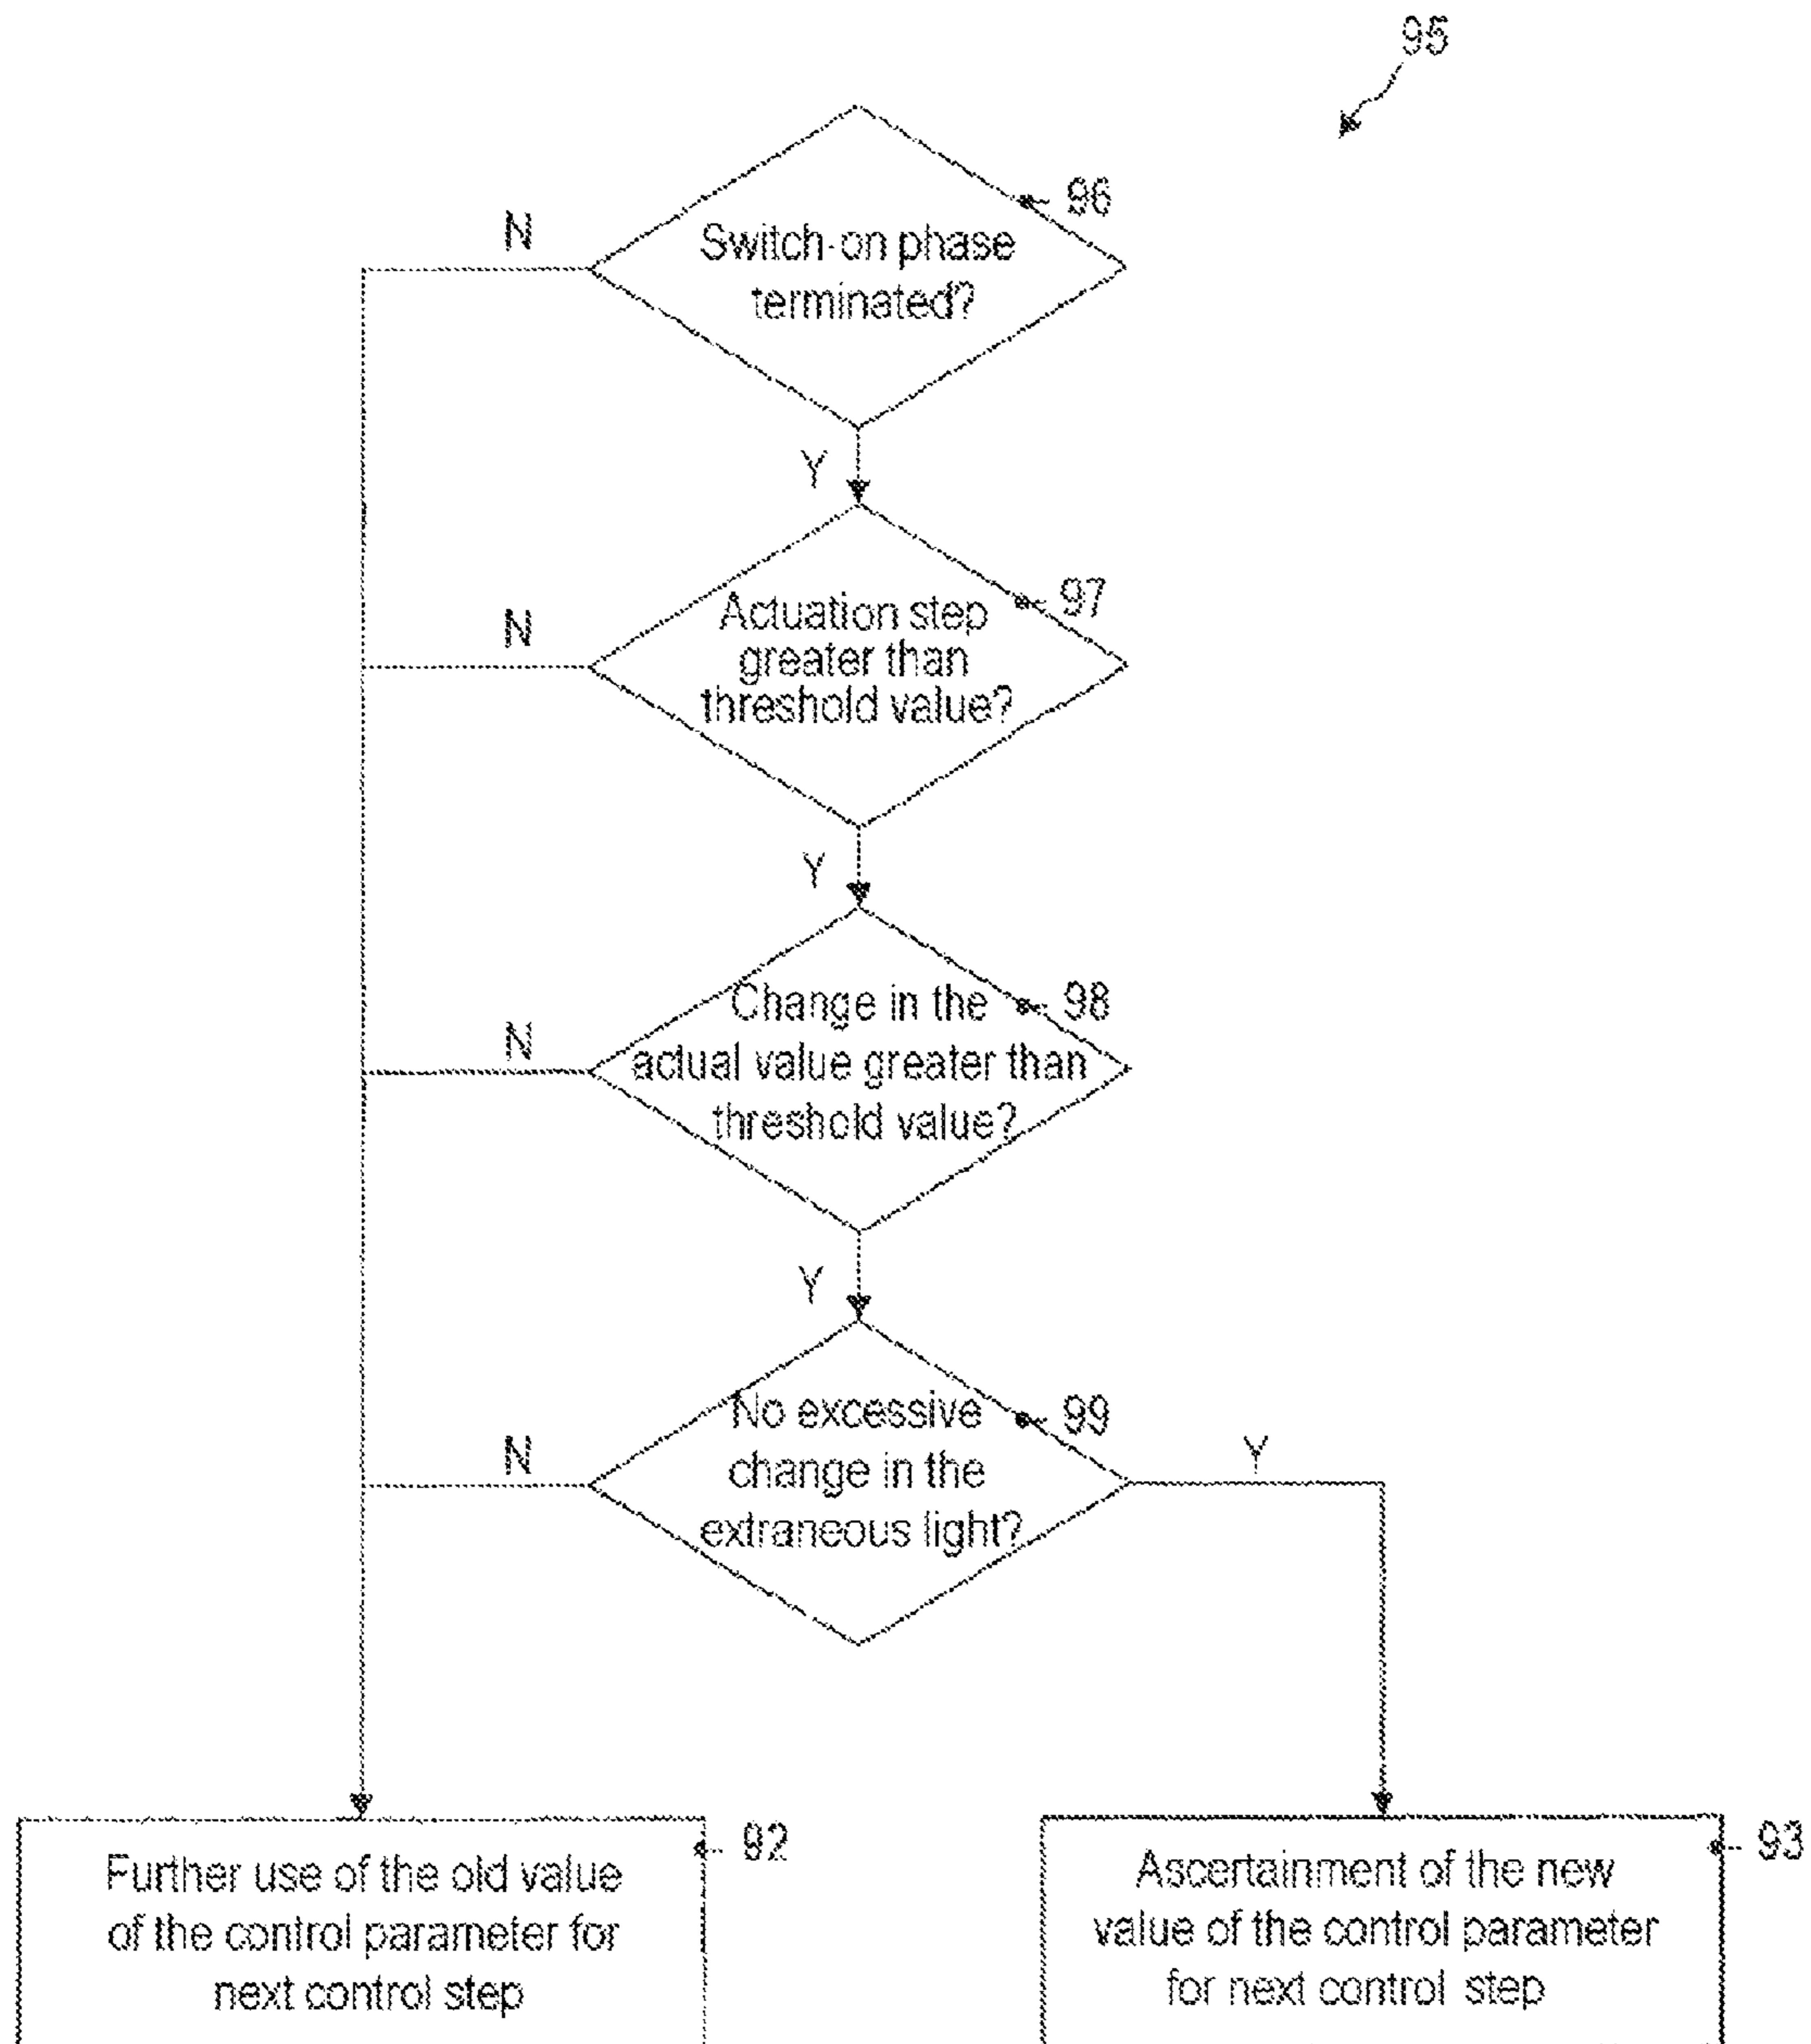 95
96
Switch-on phase
terminated?
N
Y
97
Actuation step
greater than
threshold value?
N
Y
98
Change in the
actual value greater than
threshold value?
N
Y
99
No excessive
change in the
extraneous light?
N
Y
92
Further use of the old value
of the control parameter for
next control step
93
Ascertainment of the new
value of the control parameter
for next control step